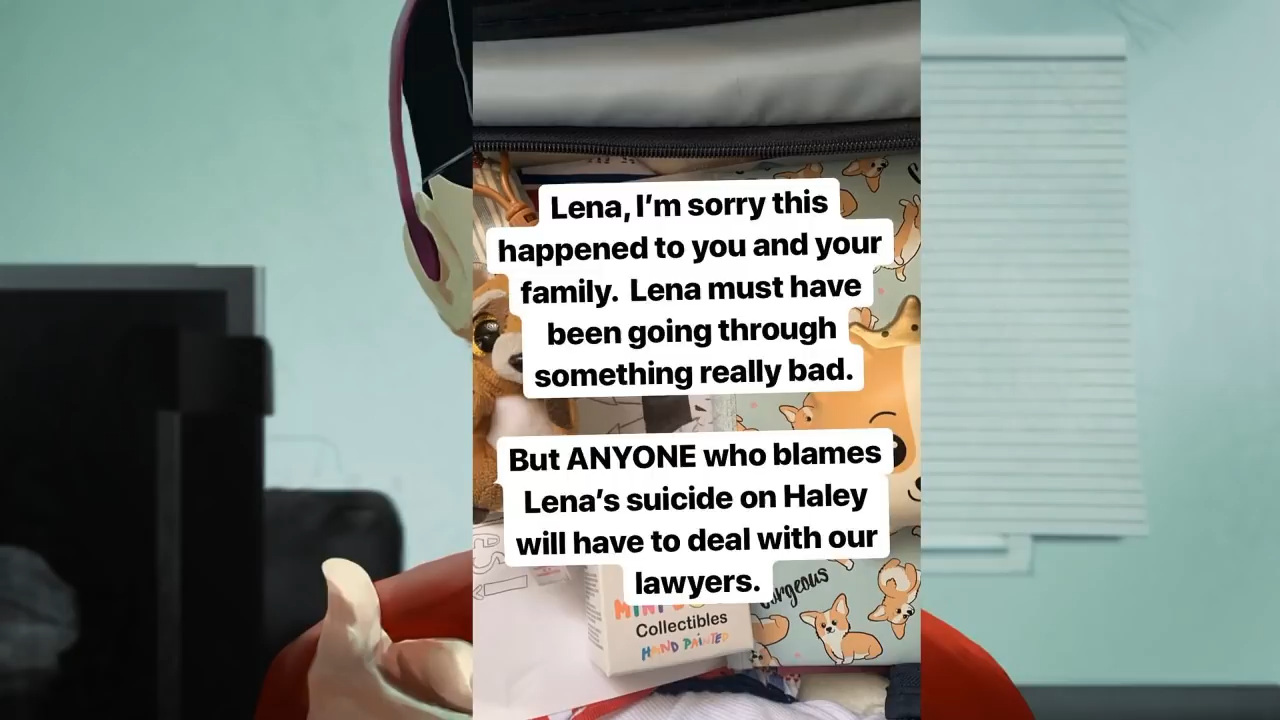 Lena, I'm sorry this
happened to you and your
family.  Lena must have
been going through
something really bad.
But ANYONE who blames
Lena's suicide on Haley
will have to deal with our
lawyers.
Collectibles
HAND PAINTED